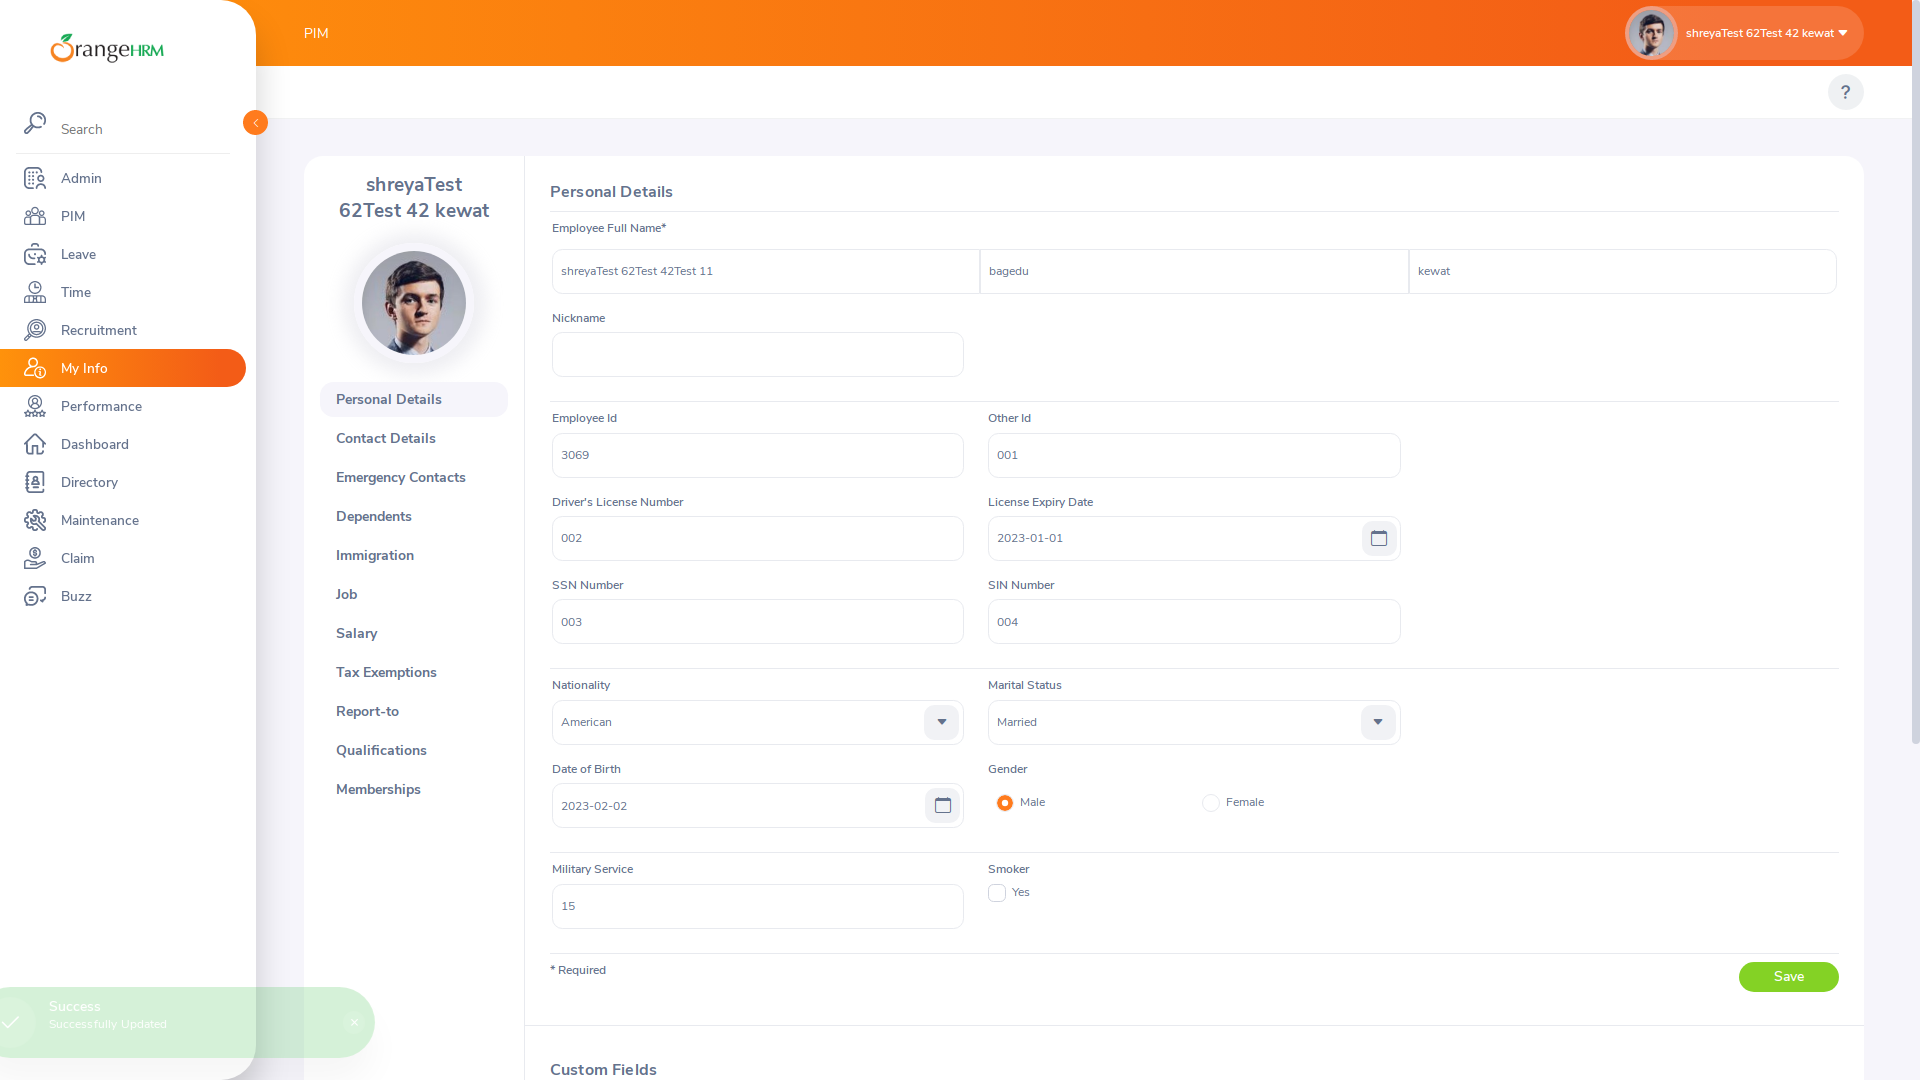 OrangeHRM
PIM
shreyaTest 62Test 42 kewat
?
Search
Admin
PIM
Leave
Time
Recruitment
My Info
Performance
Dashboard
Directory
Maintenance
Claim
Buzz
shreyaTest
62Test 42 kewat
Personal Details
Contact Details
Emergency Contacts
Dependents
Immigration
Job
Salary
Tax Exemptions
Report-to
Qualifications
Memberships
Personal Details
Employee Full Name*
shreyaTest 62Test 42Test 11 bagedu kewat
Nickname
Employee Id Other Id
3069 001
Driver's License Number License Expiry Date
002 2023-01-01
SSN Number SIN Number
003 004
Nationality Marital Status
American Married
Date of Birth Gender
2023-02-02 Male Female
Military Service Smoker
15 Yes
* Required
Save
Custom Fields
Success
Successfully Updated